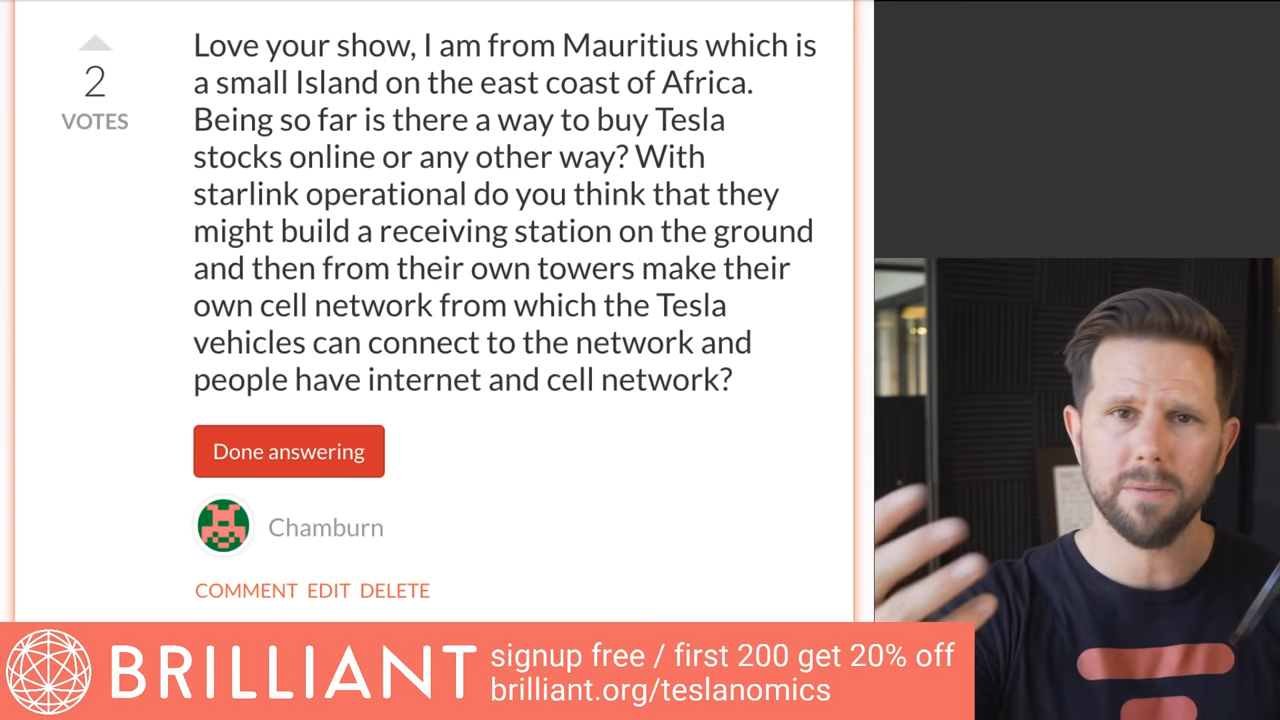 2
VOTES
Love your show, I am from Mauritius which is
a small Island on the east coast of Africa.
Being so far is there a way to buy Tesla
stocks online or any other way? With
starlink operational do you think that they
might build a receiving station on the ground
and then from their own towers make their
own cell network from which the Tesla
vehicles can connect to the network and
people have internet and cell network?
Done answering
Chamburn
COMMENT EDIT DELETE
BRILLIANT
signup free / first 200 get 20% off
brilliant.org/teslanomics